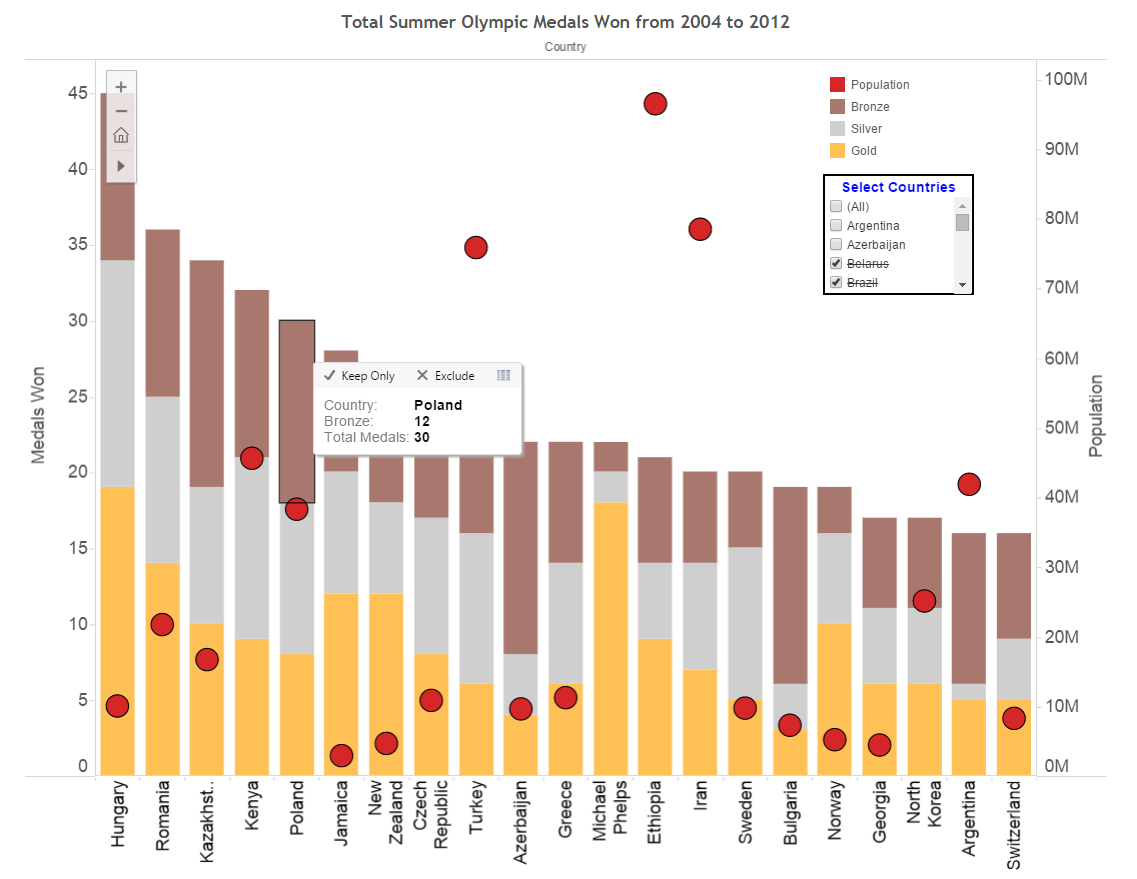 Total Summer Olympic Medals Won from 2004 to 2012
Country
Medals Won
45
40
35
30
25
20
15
10
5
0
+
−
Population
Bronze
Silver
Gold
Select Countries
(All)
Argentina
Azerbaijan
Belarus
Brazil
Keep Only Exclude
Country: Poland
Bronze: 12
Total Medals: 30
100M
90M
80M
70M
60M
50M
40M
30M
20M
10M
0M
Population
Hungary
Romania
Kazakhst..
Kenya
Poland
Jamaica
New
Zealand
Czech
Republic
Turkey
Azerbaijan
Greece
Michael
Phelps
Ethiopia
Iran
Sweden
Bulgaria
Norway
Georgia
North
Korea
Argentina
Switzerland